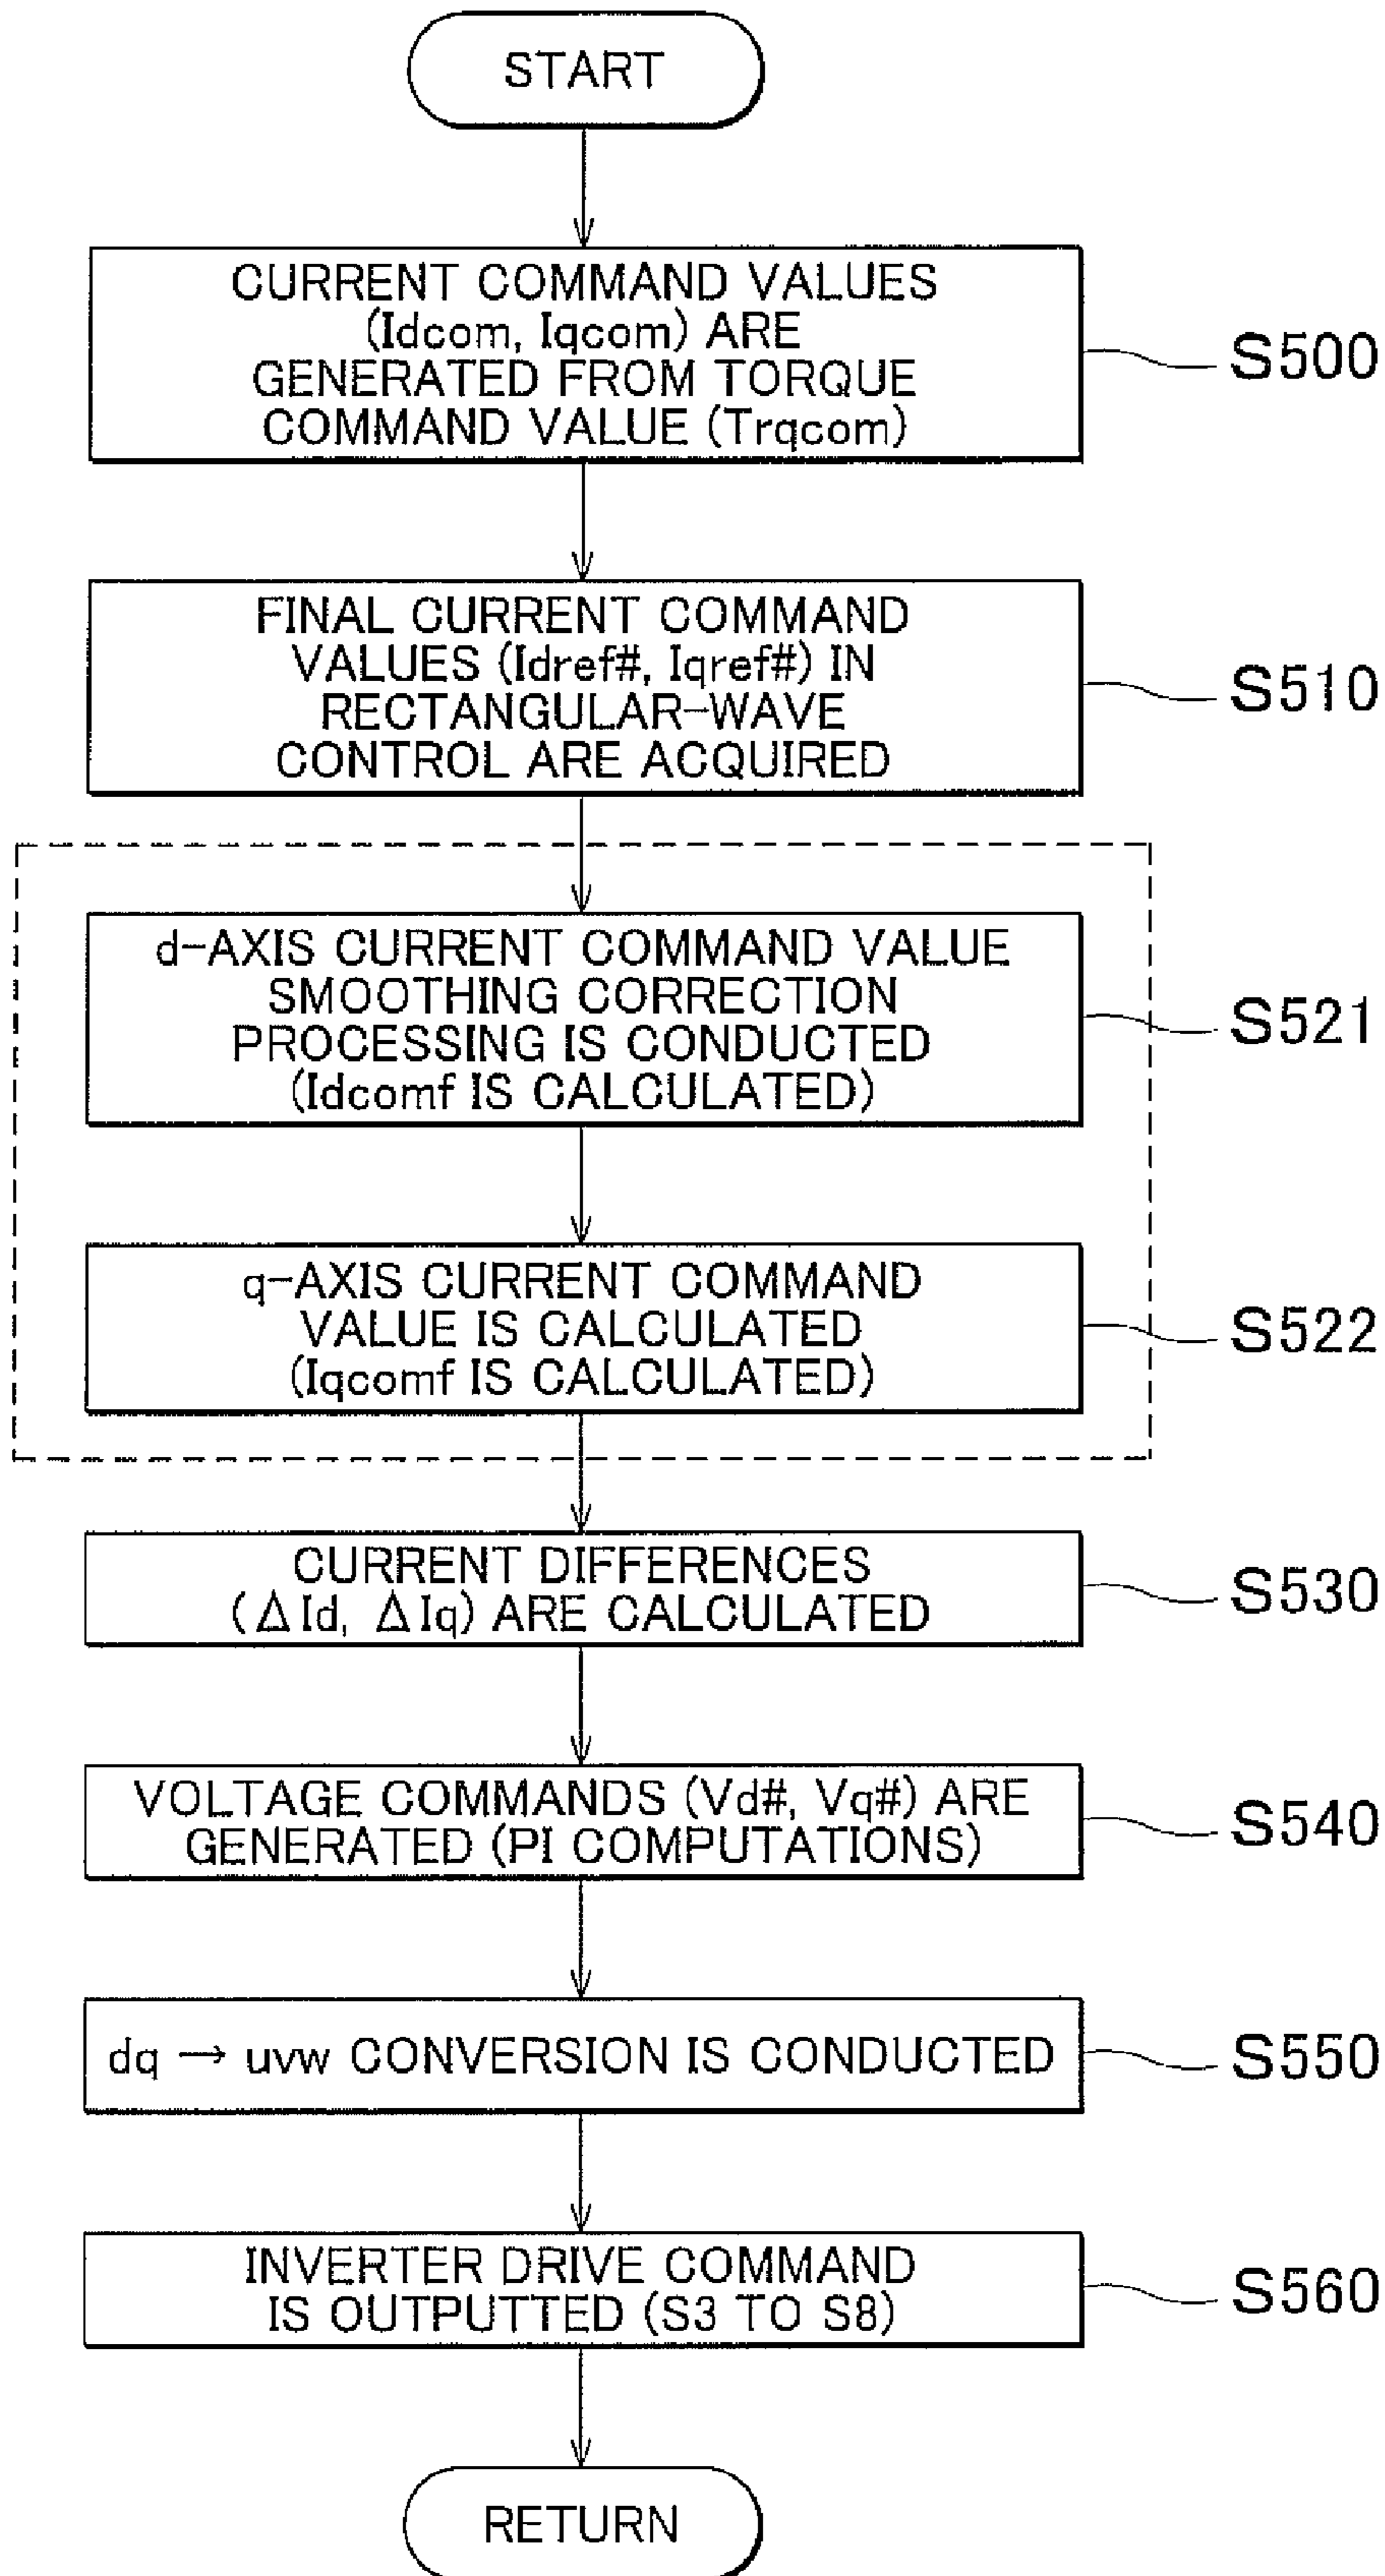 START
CURRENT COMMAND VALUES
(Idcom, Iqcom) ARE
GENERATED FROM TORQUE
COMMAND VALUE (Trqcom)
S500
FINAL CURRENT COMMAND
VALUES (Idref#, Iqref#) IN
RECTANGULAR-WAVE
CONTROL ARE ACQUIRED
S510
d-AXIS CURRENT COMMAND VALUE
SMOOTHING CORRECTION
PROCESSING IS CONDUCTED
(Idcomf IS CALCULATED)
S521
q-AXIS CURRENT COMMAND
VALUE IS CALCULATED
(Iqcomf IS CALCULATED)
S522
CURRENT DIFFERENCES
(ΔId, ΔIq) ARE CALCULATED
S530
VOLTAGE COMMANDS (Vd#, Vq#) ARE
GENERATED (PI COMPUTATIONS)
S540
dq → uvw CONVERSION IS CONDUCTED
S550
INVERTER DRIVE COMMAND
IS OUTPUTTED (S3 TO S8)
S560
RETURN